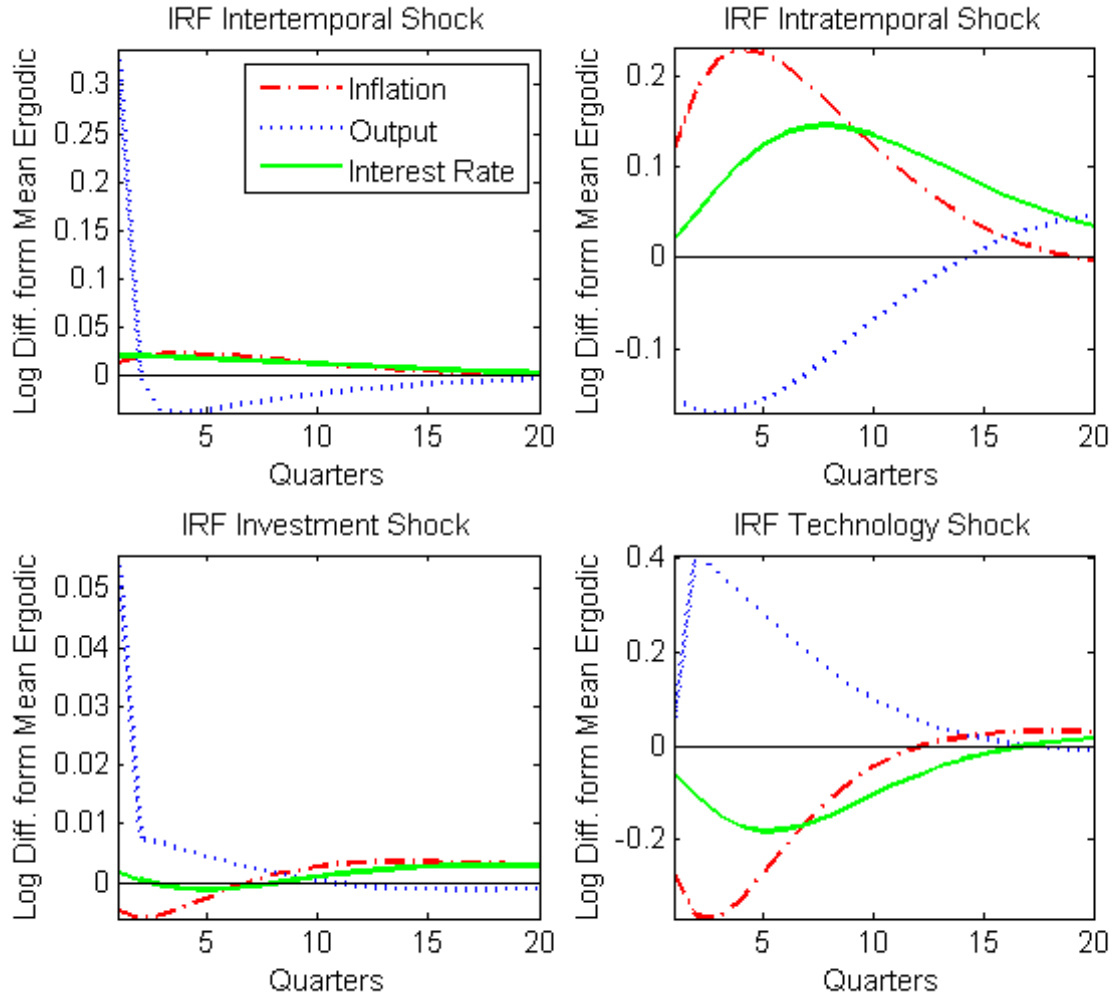 IRF Intertemporal Shock
Log Diff. form Mean Ergodic
0.3
0.25
0.2
0.15
0.1
0.05
0
Inflation
Output
Interest Rate
5
10
15
20
Quarters
IRF Intratemporal Shock
Log Diff. form Mean Ergodic
0.2
0.1
0
-0.1
5
10
15
20
Quarters
IRF Investment Shock
Log Diff. form Mean Ergodic
0.05
0.04
0.03
0.02
0.01
0
5
10
15
20
Quarters
IRF Technology Shock
Log Diff. form Mean Ergodic
0.4
0.2
0
-0.2
5
10
15
20
Quarters